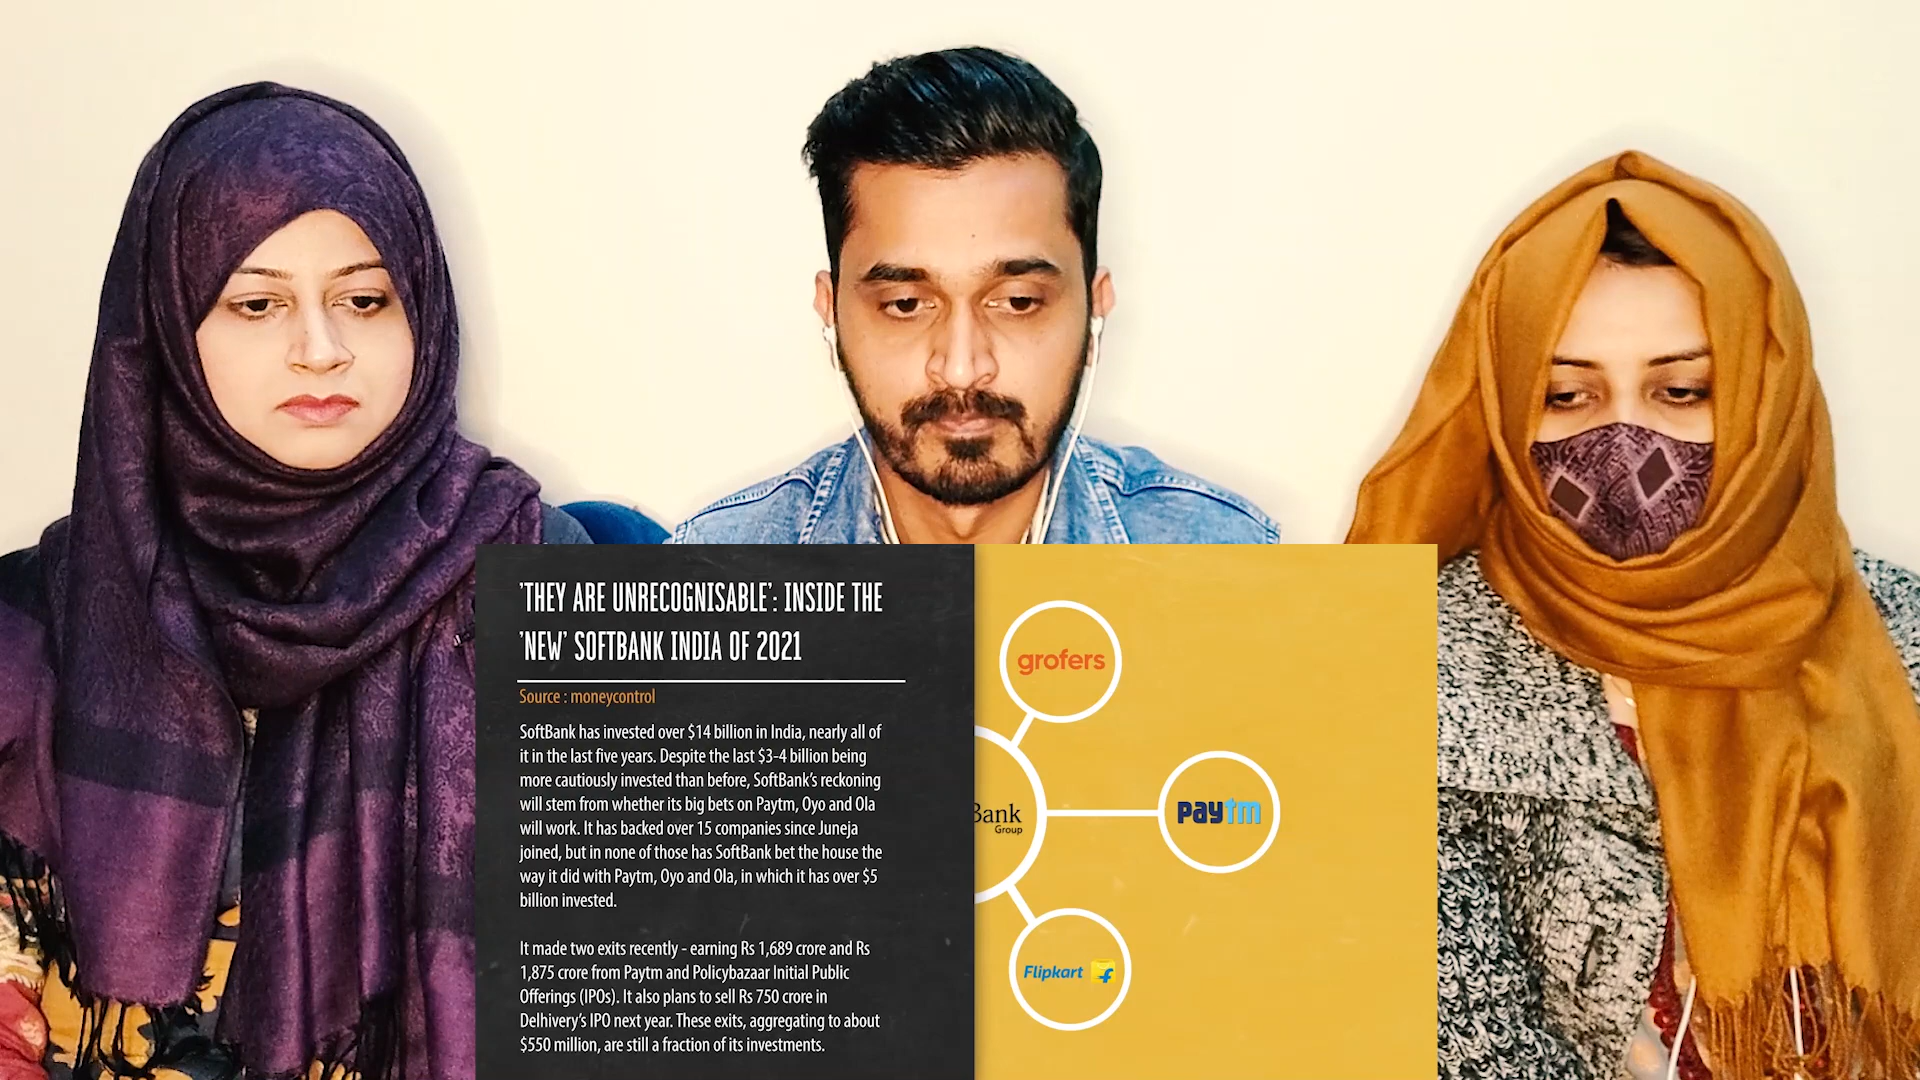 'THEY ARE UNRECOGNISABLE': INSIDE THE
'NEW' SOFTBANK INDIA OF 2021
Source : moneycontrol
SoftBank has invested over $14 billion in India, nearly all of
it in the last five years. Despite the last $3-4 billion being
more cautiously invested than before, SoftBank's reckoning
will stem from whether its big bets on Paytm, Oyo and Ola
will work. It has backed over 15 companies since Juneja
joined, but in none of those has SoftBank bet the house the
way it did with Paytm, Oyo and Ola, in which it has over $5
billion invested.
It made two exits recently - earning Rs 1,689 crore and Rs
1,875 crore from Paytm and Policybazaar Initial Public
Offerings (IPOs). It also plans to sell Rs 750 crore in
Delhivery's IPO next year. These exits, aggregating to about
$550 million, are still a fraction of its investments.
grofers
Bank
Group
paytm
Flipkart